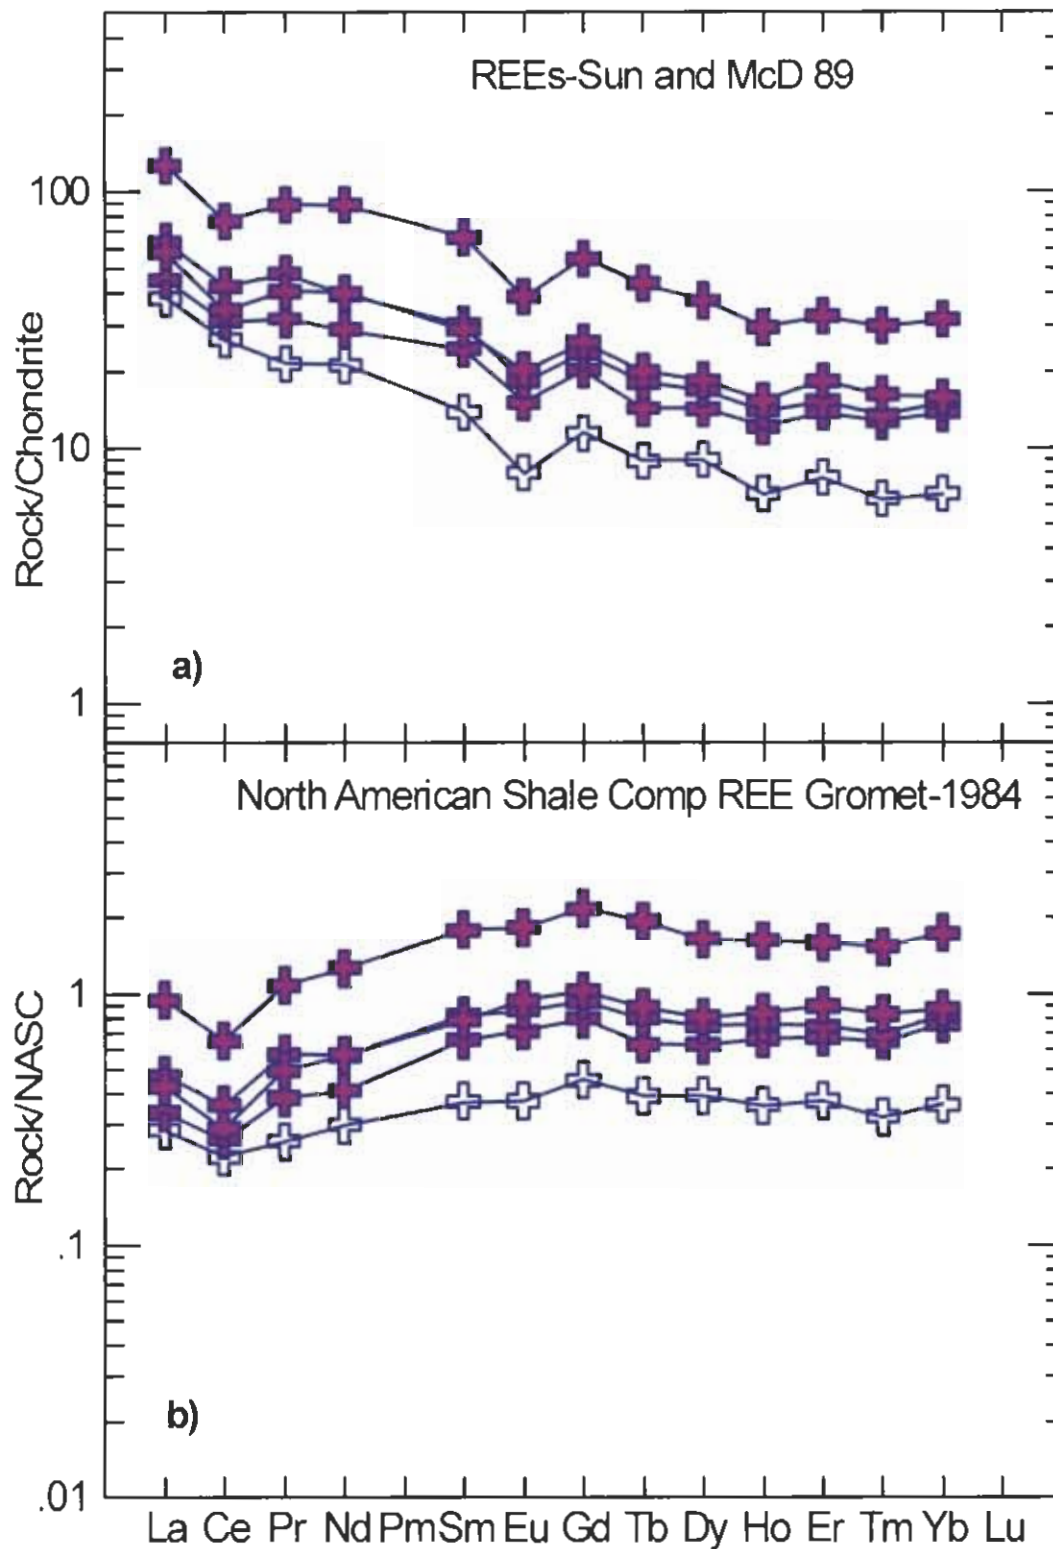 REEs-Sun and McD 89
100
10
1
Rock/Chondrite
a)
North American Shale Comp REE Gromet-1984
1
.1
.01
Rock/NASC
b)
La Ce Pr Nd Pm Sm Eu Gd Tb Dy Ho Er Tm Yb Lu